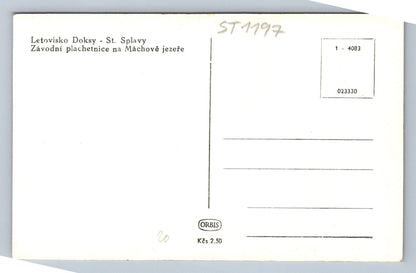 ST1197
Letovisko Doksy - St. Splavy
Závodní plachetnice na Máchově jezeře
1 - 4083
023330
20
ORBIS
Kčs 2.50